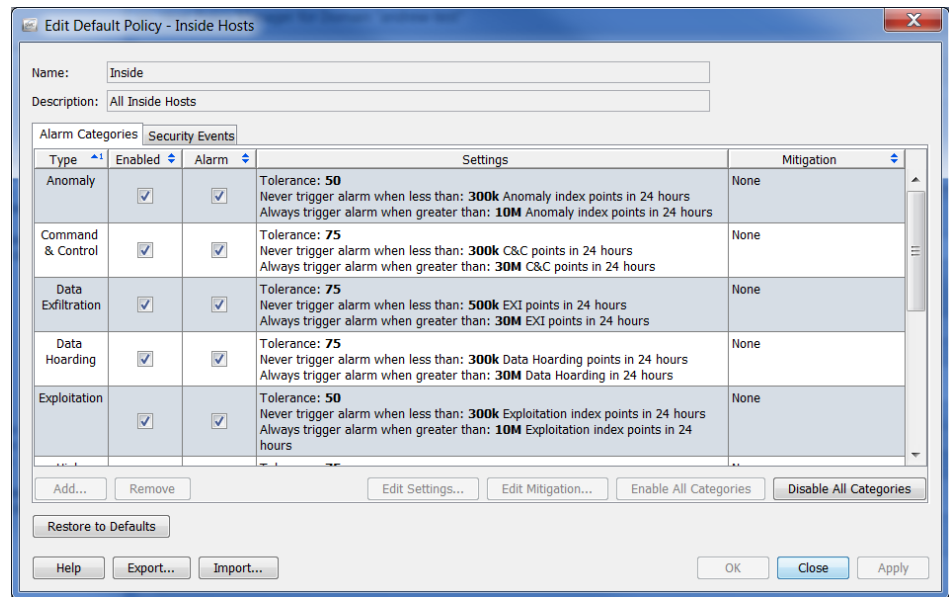 Edit Default Policy - Inside Hosts
Name: Inside
Description: All Inside Hosts
Alarm Categories Security Events
Type 1 Enabled Alarm Settings Mitigation
Anomaly
Tolerance: 50
Never trigger alarm when less than: 300k Anomaly index points in 24 hours
Always trigger alarm when greater than: 10M Anomaly index points in 24 hours
None
Command
& Control
Tolerance: 75
Never trigger alarm when less than: 300k C&C points in 24 hours
Always trigger alarm when greater than: 30M C&C points in 24 hours
None
Data
Exfiltration
Tolerance: 75
Never trigger alarm when less than: 500k EXI points in 24 hours
Always trigger alarm when greater than: 30M EXI points in 24 hours
None
Data
Hoarding
Tolerance: 75
Never trigger alarm when less than: 300k Data Hoarding points in 24 hours
Always trigger alarm when greater than: 30M Data Hoarding in 24 hours
None
Exploitation
Tolerance: 50
Never trigger alarm when less than: 300k Exploitation index points in 24 hours
Always trigger alarm when greater than: 10M Exploitation index points in 24
hours
None
Add... Remove Edit Settings... Edit Mitigation... Enable All Categories Disable All Categories
Restore to Defaults
Help Export... Import... OK Close Apply